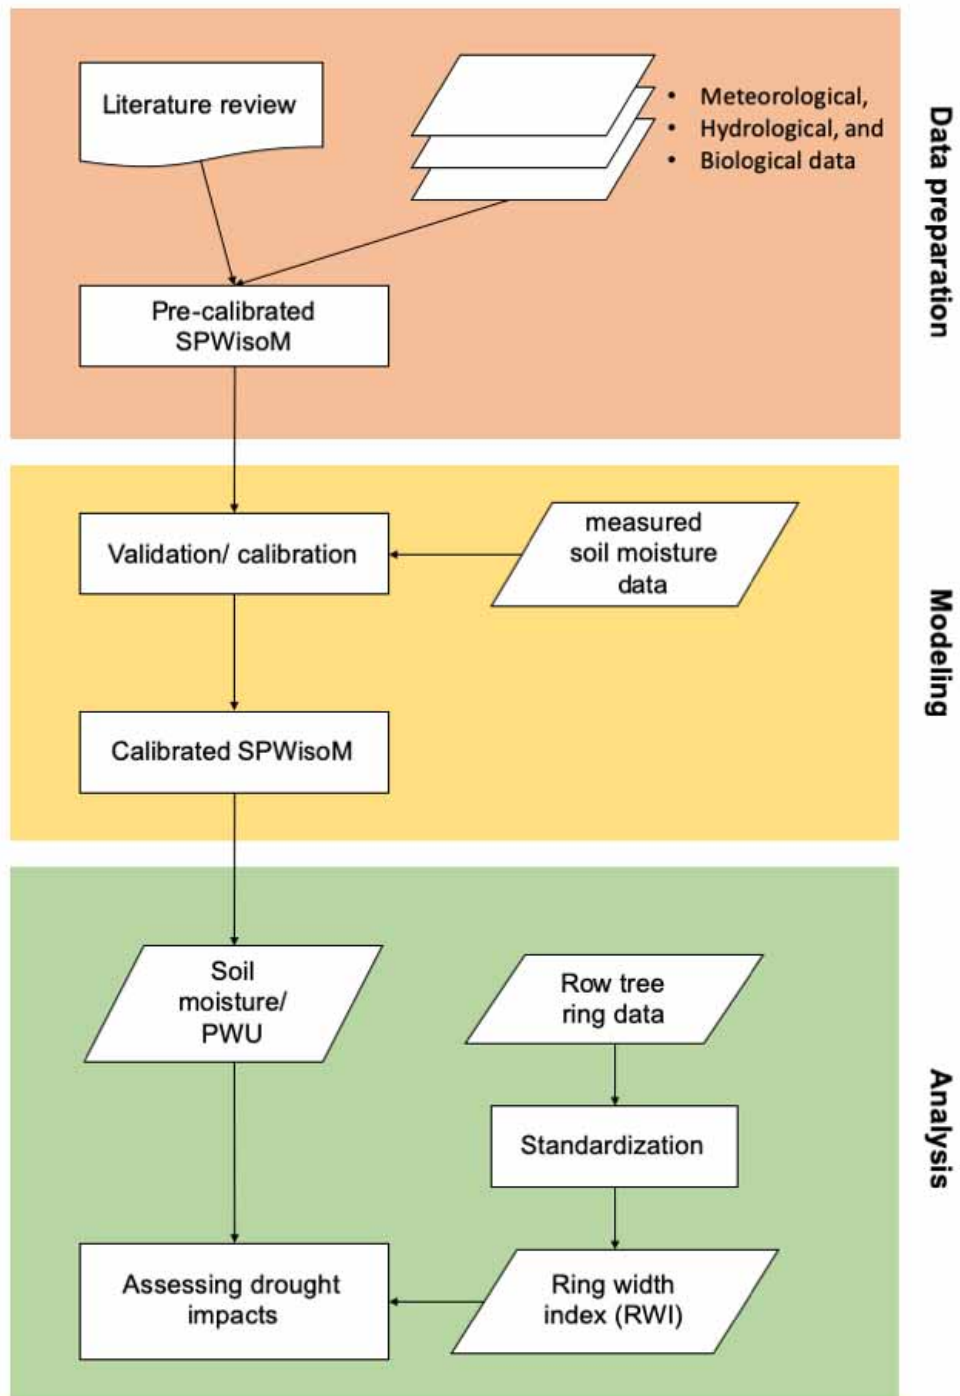 Literature review
• Meteorological,
• Hydrological, and
• Biological data
Pre-calibrated
SPWisoM
Data preparation
Validation/ calibration
measured
soil moisture
data
Calibrated SPWisoM
Modeling
Soil
moisture/
PWU
Row tree
ring data
Standardization
Assessing drought
impacts
Ring width
index (RWI)
Analysis